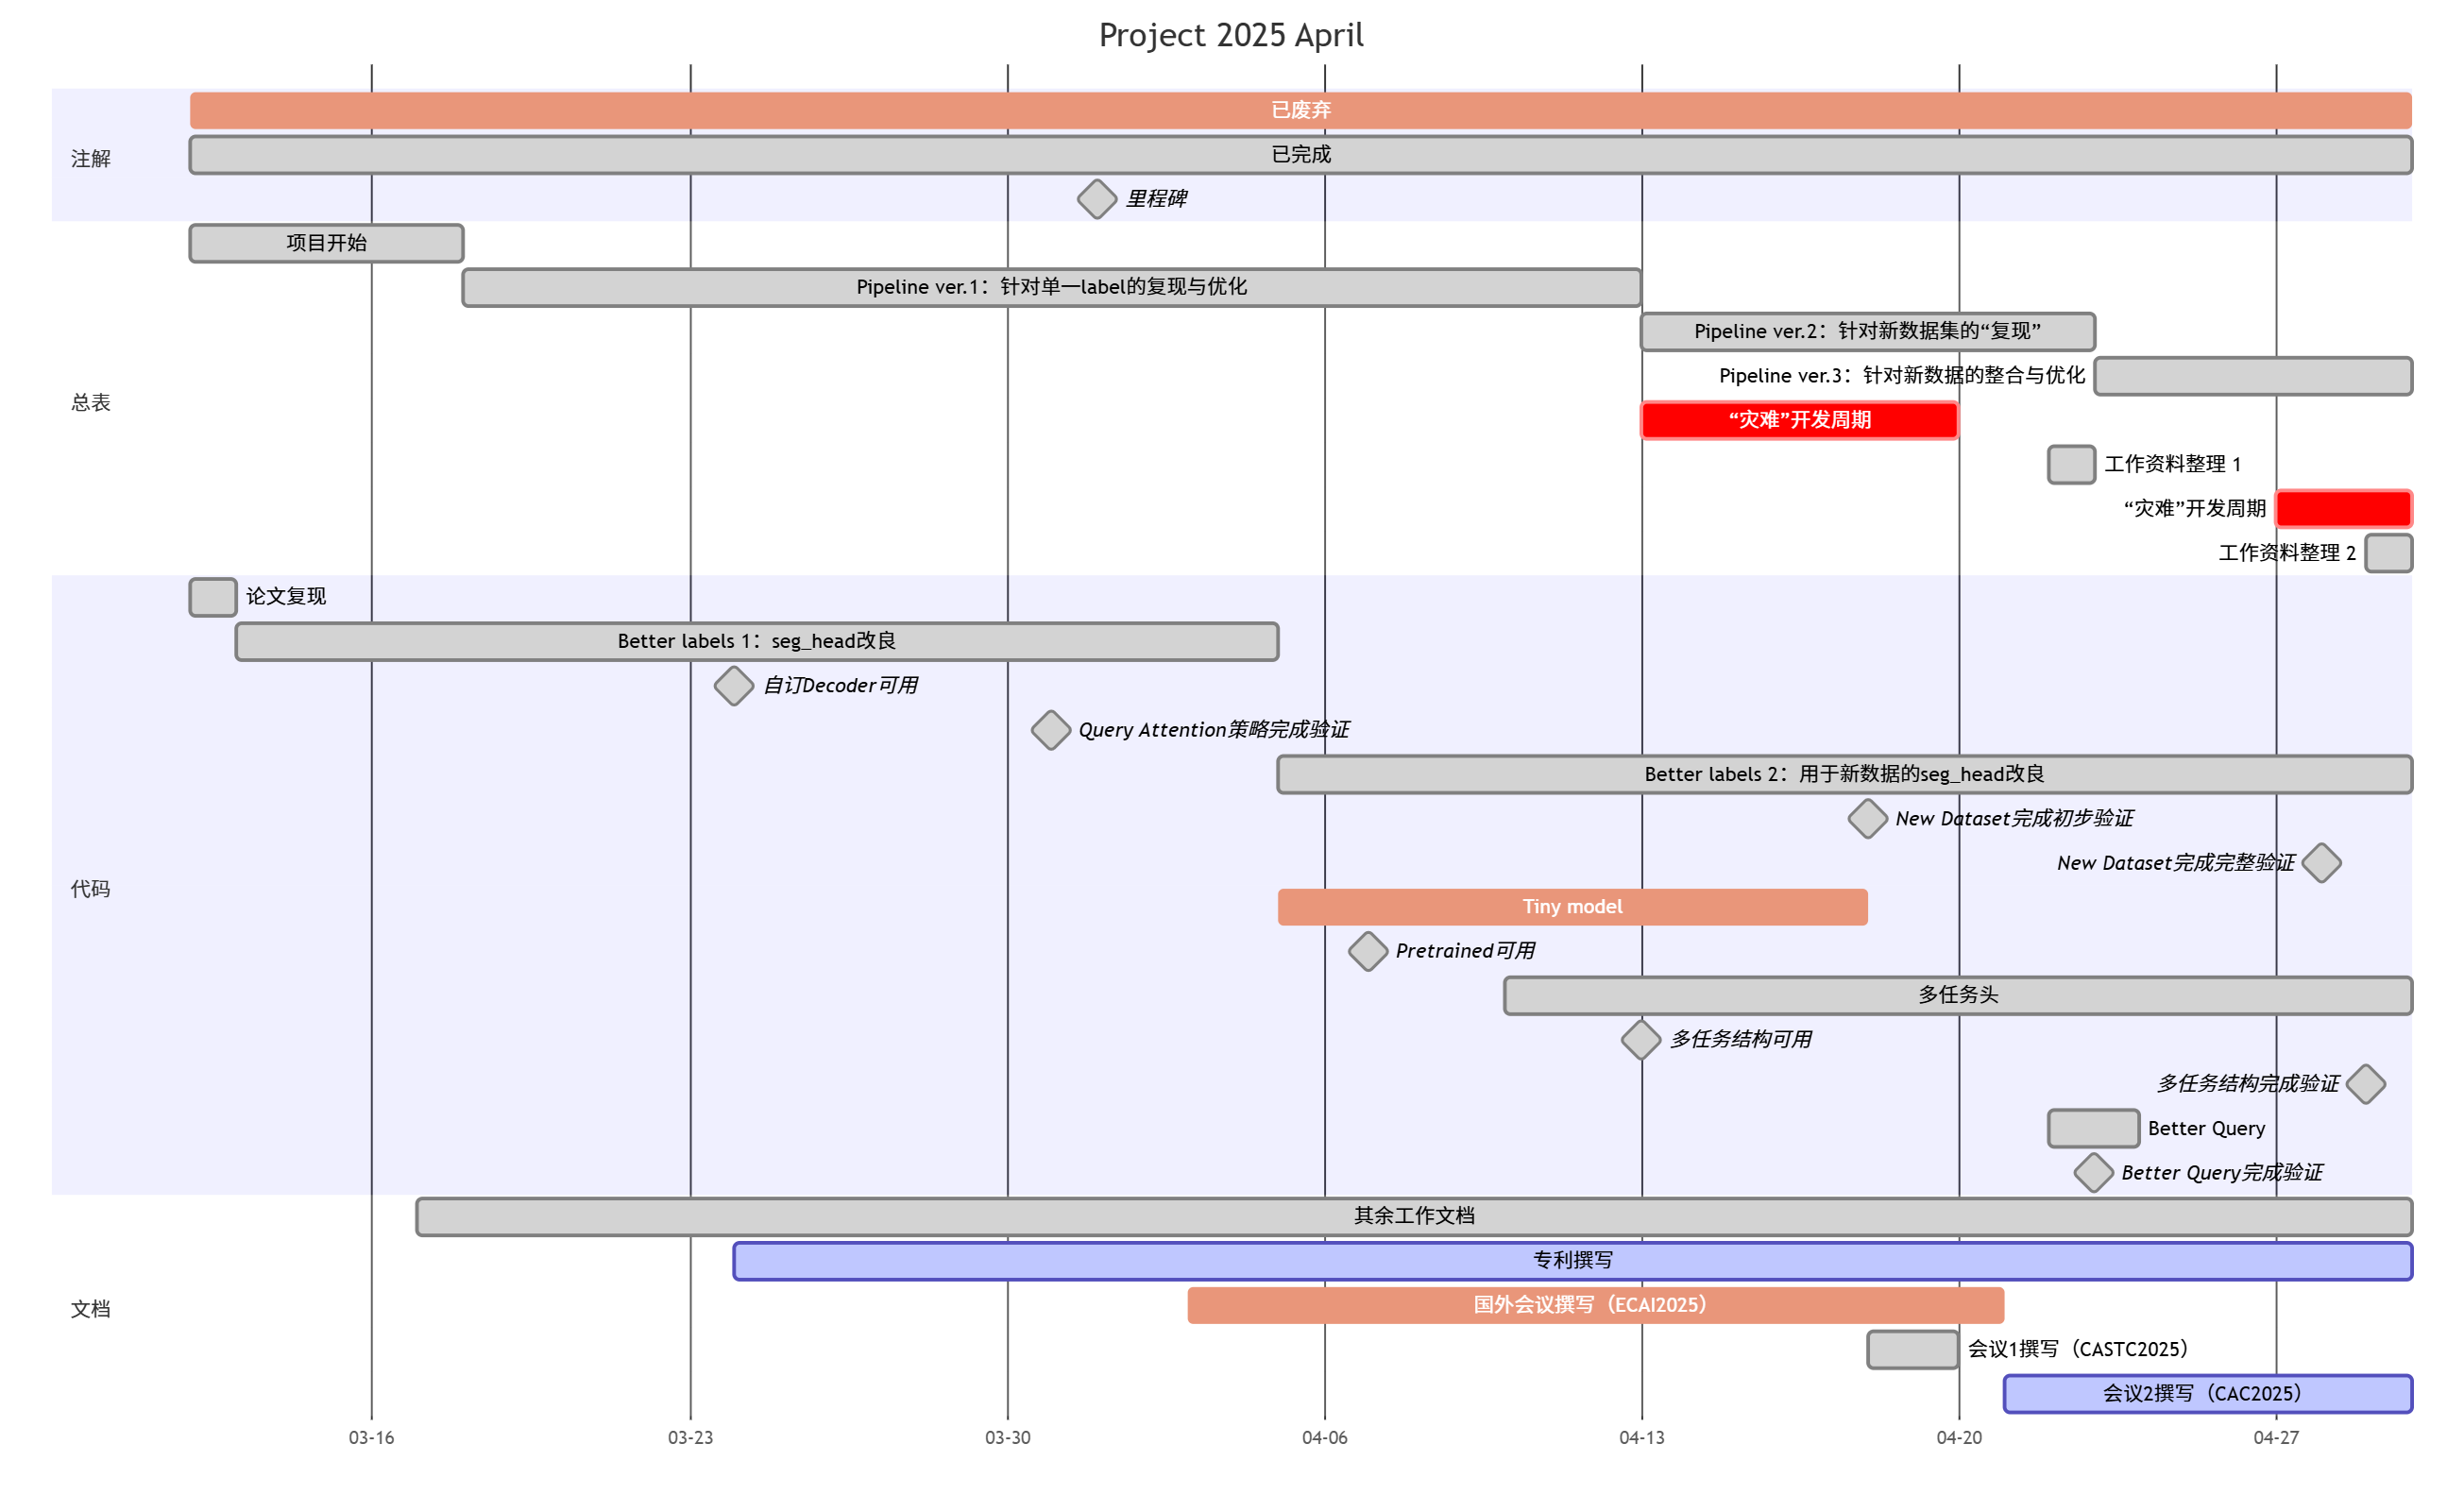 Project 2025 April
注解
已废弃
已完成
里程碑
总表
项目开始
Pipeline ver.1：针对单一label的复现与优化
Pipeline ver.2：针对新数据集的“复现”
Pipeline ver.3：针对新数据的整合与优化
“灾难”开发周期
工作资料整理 1
“灾难”开发周期
工作资料整理 2
代码
论文复现
Better labels 1：seg_head改良
自订Decoder可用
Query Attention策略完成验证
Better labels 2：用于新数据的seg_head改良
New Dataset完成初步验证
New Dataset完成完整验证
Tiny model
Pretrained可用
多任务头
多任务结构可用
多任务结构完成验证
Better Query
Better Query完成验证
文档
其余工作文档
专利撰写
国外会议撰写（ECAI2025）
会议1撰写（CASTC2025）
会议2撰写（CAC2025）
03-16 03-23 03-30 04-06 04-13 04-20 04-27